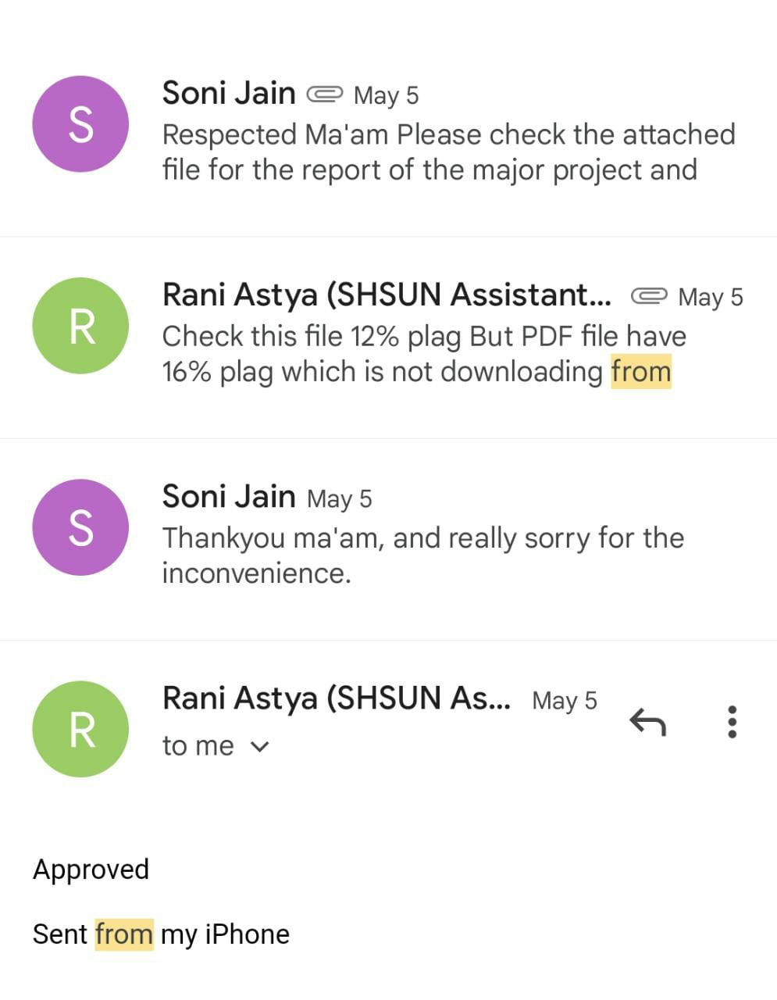 S
Soni Jain May 5
Respected Ma'am Please check the attached
file for the report of the major project and
R
Rani Astya (SHSUN Assistant... May 5
Check this file 12% plag But PDF file have
16% plag which is not downloading from
S
Soni Jain May 5
Thankyou ma'am, and really sorry for the
inconvenience.
R
Rani Astya (SHSUN As... May 5
to me
Approved
Sent from my iPhone